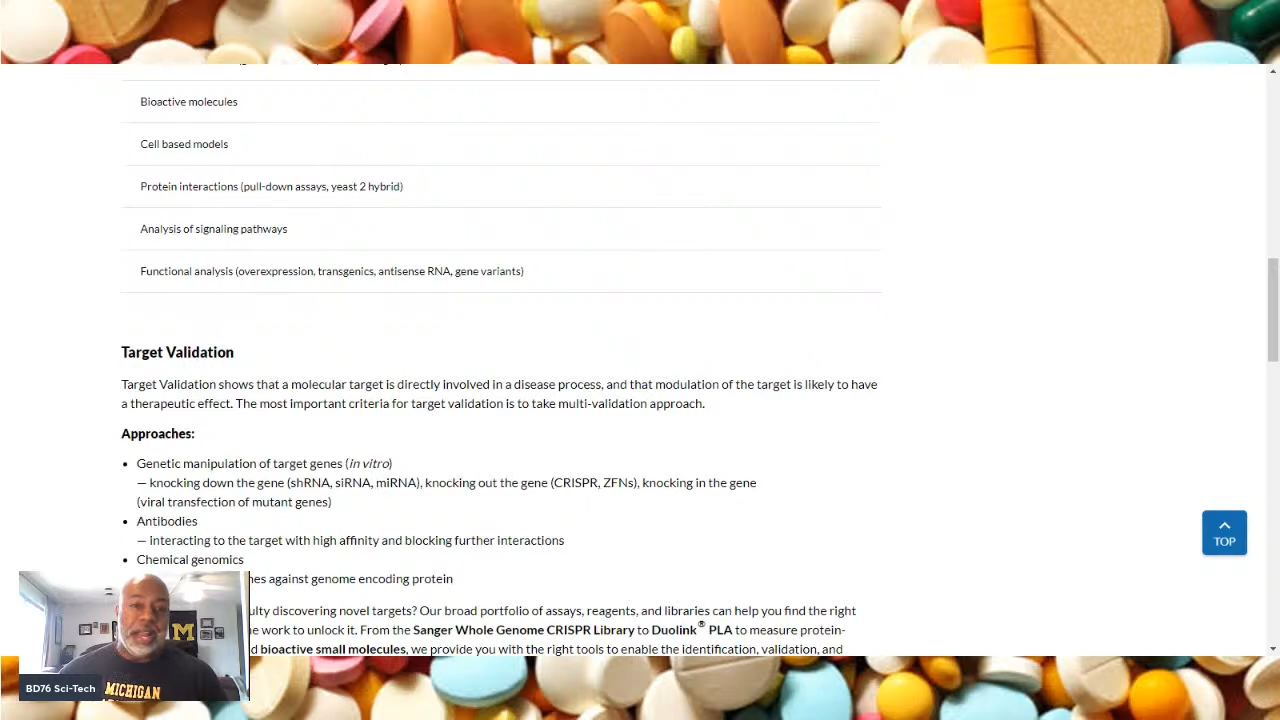 Bioactive molecules
Cell based models
Protein interactions (pull-down assays, yeast 2 hybrid)
Analysis of signaling pathways
Functional analysis (overexpression, transgenics, antisense RNA, gene variants)
Target Validation
Target Validation shows that a molecular target is directly involved in a disease process, and that modulation of the target is likely to have
a therapeutic effect. The most important criteria for target validation is to take multi-validation approach.
Approaches:
• Genetic manipulation of target genes (in vitro)
— knocking down the gene (shRNA, siRNA, miRNA), knocking out the gene (CRISPR, ZFNs), knocking in the gene
(viral transfection of mutant genes)
• Antibodies
— interacting to the target with high affinity and blocking further interactions
• Chemical genomics
against genome encoding protein
discovering novel targets? Our broad portfolio of assays, reagents, and libraries can help you find the right
work to unlock it. From the Sanger Whole Genome CRISPR Library to Duolink® PLA to measure protein-
bioactive small molecules, we provide you with the right tools to enable the identification, validation, and
TOP
M
MICHIGAN
BD76 Sci-Tech